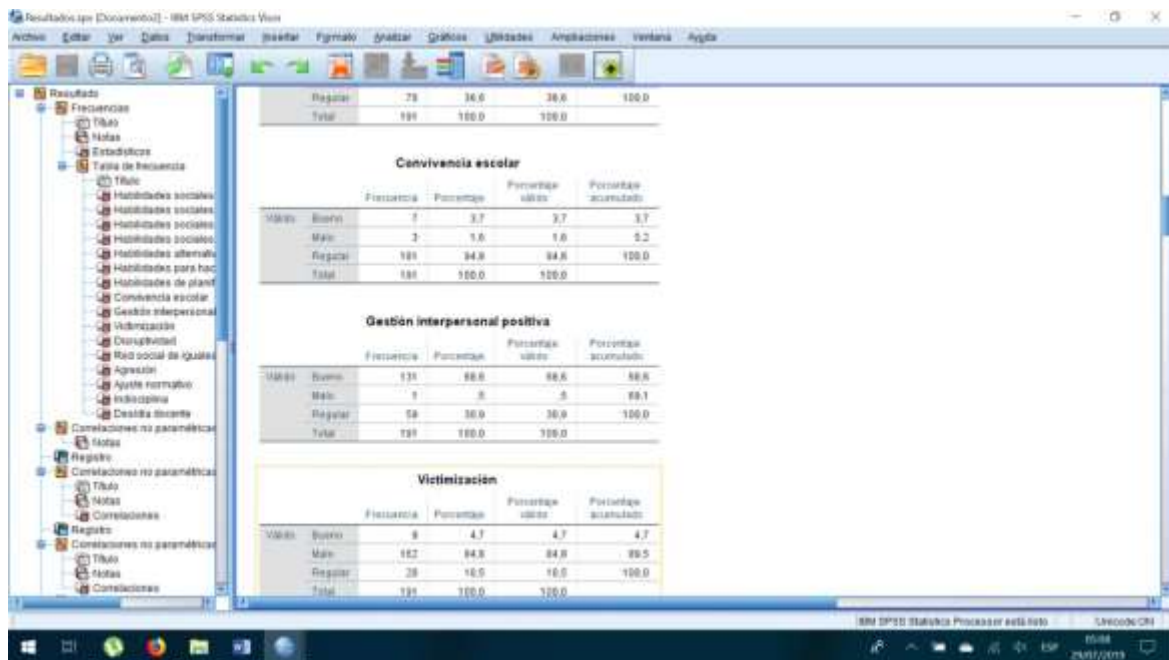 Resultados.spv [Documento2] - IBM SPSS Statistics Visor
Archivo Editar Ver Datos Transformar Insertar Formato Analizar Gráficos Utilidades Ampliaciones Ventana Ayuda
Resultado
Frecuencias
Título
Notas
Estadísticos
Tabla de frecuencia
Título
Habilidades sociales
Habilidades sociales
Habilidades sociales
Habilidades sociales
Habilidades alternativ
Habilidades para hac
Habilidades de planif
Convivencia escolar
Gestión interpersonal
Victimización
Disruptividad
Red social de iguales
Agresión
Ajuste normativo
Indisciplina
Desidia docente
Correlaciones no paramétricas
Notas
Registro
Correlaciones no paramétricas
Título
Notas
Correlaciones
Registro
Correlaciones no paramétricas
Título
Notas
Correlaciones
Regular 36,6 36,6 100,0
Total 191 100,0 100,0
Convivencia escolar
Frecuencia Porcentaje Porcentaje válido Porcentaje acumulado
Válido Bueno 7 3,7 3,7 3,7
Malo 3 1,6 1,6 5,2
Regular 181 94,8 94,8 100,0
Total 191 100,0 100,0
Gestión interpersonal positiva
Frecuencia Porcentaje Porcentaje válido Porcentaje acumulado
Válido Bueno 131 68,6 68,6 68,6
Malo 1 ,5 ,5 69,1
Regular 59 30,9 30,9 100,0
Total 191 100,0 100,0
Victimización
Frecuencia Porcentaje Porcentaje válido Porcentaje acumulado
Válido Bueno 9 4,7 4,7 4,7
Malo 162 84,8 84,8 89,5
Regular 20 10,5 10,5 100,0
Total 191 100,0 100,0
IBM SPSS Statistics Processor está listo Unicode:ON
ESP
29/07/2019